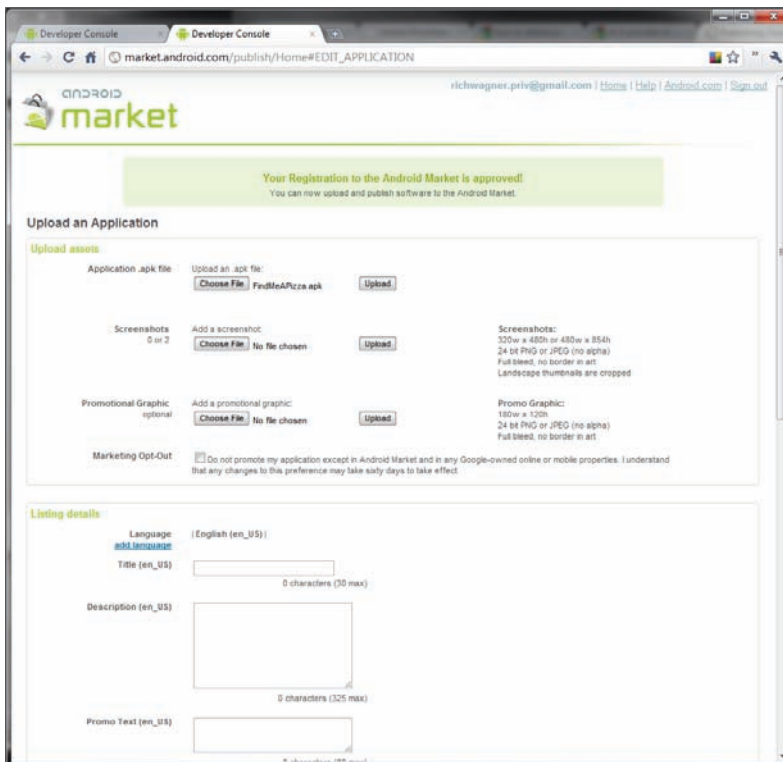 Developer Console
Developer Console
market.android.com/publish/Home#EDIT_APPLICATION
richwagner.priv@gmail.com | Home | Help | Android.com | Sign out
android
market
Your Registration to the Android Market is approved!
You can now upload and publish software to the Android Market.
Upload an Application
Upload assets
Application .apk file
Upload an .apk file:
Choose File FindMeAPizza.apk Upload
Screenshots
0 or 2
Add a screenshot:
Choose File No file chosen Upload
Screenshots:
320w x 480h or 480w x 854h
24 bit PNG or JPEG (no alpha)
Full bleed, no border in art
Landscape thumbnails are cropped
Promotional Graphic
optional
Add a promotional graphic:
Choose File No file chosen Upload
Promo Graphic:
180w x 120h
24 bit PNG or JPEG (no alpha)
Full bleed, no border in art
Marketing Opt-Out
Do not promote my application except in Android Market and in any Google-owned online or mobile properties. I understand
that any changes to this preference may take sixty days to take effect.
Listing details
Language
add language
| English (en_US) |
Title (en_US)
0 characters (30 max)
Description (en_US)
0 characters (325 max)
Promo Text (en_US)
0 characters (80 max)